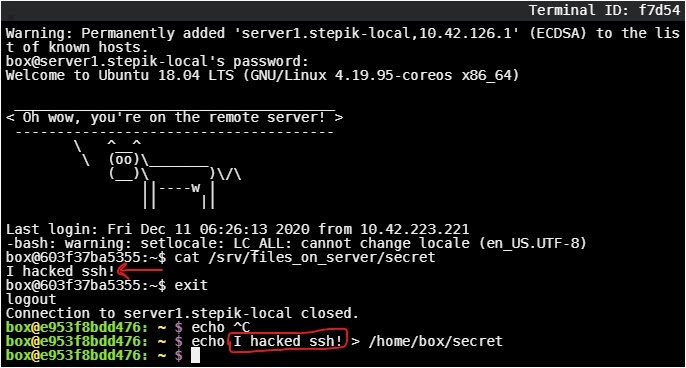 Terminal ID: f7d54
Warning: Permanently added 'server1.stepik-local,10.42.126.1' (ECDSA) to the lis
t of known hosts.
box@server1.stepik-local's password:
Welcome to Ubuntu 18.04 LTS (GNU/Linux 4.19.95-coreos x86_64)
 ____________________________________
< Oh wow, you're on the remote server! >
 ------------------------------------
        \   ^__^
         \  (oo)\_______
            (__)\       )\/\
                ||----w |
                ||     ||
Last login: Fri Dec 11 06:26:13 2020 from 10.42.223.221
-bash: warning: setlocale: LC_ALL: cannot change locale (en_US.UTF-8)
box@603f37ba5355:~$ cat /srv/files_on_server/secret
I hacked ssh!
box@603f37ba5355:~$ exit
logout
Connection to server1.stepik-local closed.
box@e953f8bdd476: ~ $ echo ^C
box@e953f8bdd476: ~ $ echo I hacked ssh! > /home/box/secret
box@e953f8bdd476: ~ $